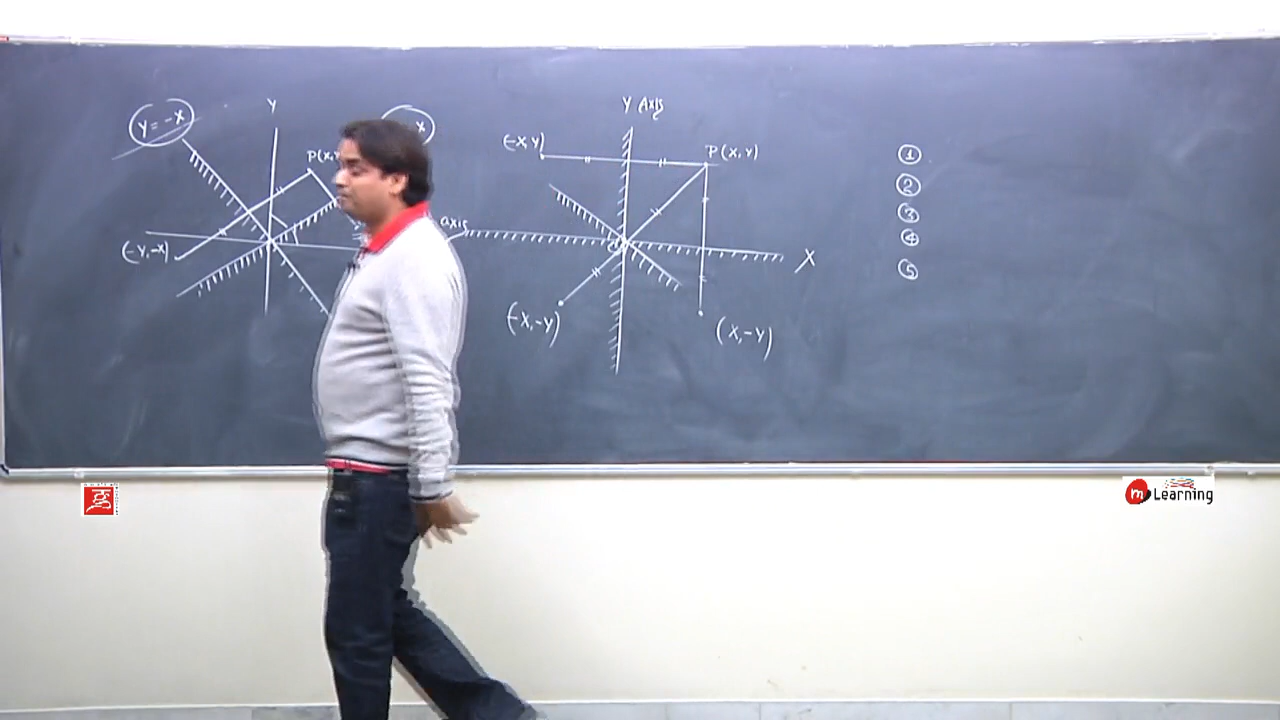 Y = -X
Y
P(X,
X
(-Y,-X)
axis
Y Axis
(-X,Y)
P(X,Y)
X
(-X,-Y)
(X,-Y)
①
②
③
④
⑤
m Learning